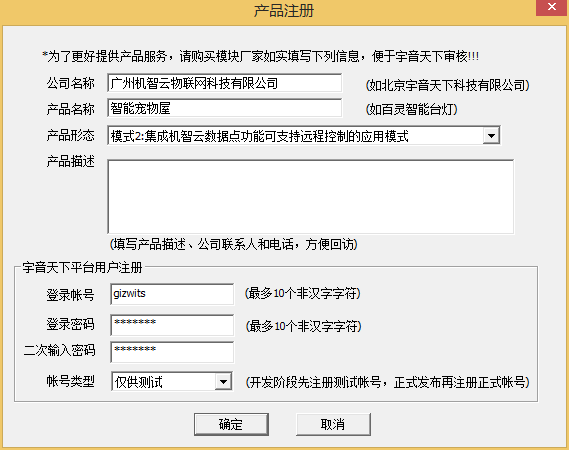 产品注册
*为了更好提供产品服务，请购买模块厂家如实填写下列信息，便于宇音天下审核!!!
公司名称 广州机智云物联网科技有限公司 (如北京宇音天下科技有限公司)
产品名称 智能宠物屋 (如百灵智能台灯)
产品形态 模式2:集成机智云数据点功能可支持远程控制的应用模式
产品描述
(填写产品描述、公司联系人和电话，方便回访)
宇音天下平台用户注册
登录帐号 gizwits (最多10个非汉字字符)
登录密码 ******* (最多10个非汉字字符)
二次输入密码 *******
帐号类型 仅供测试 (开发阶段先注册测试帐号，正式发布再注册正式帐号)
确定 取消